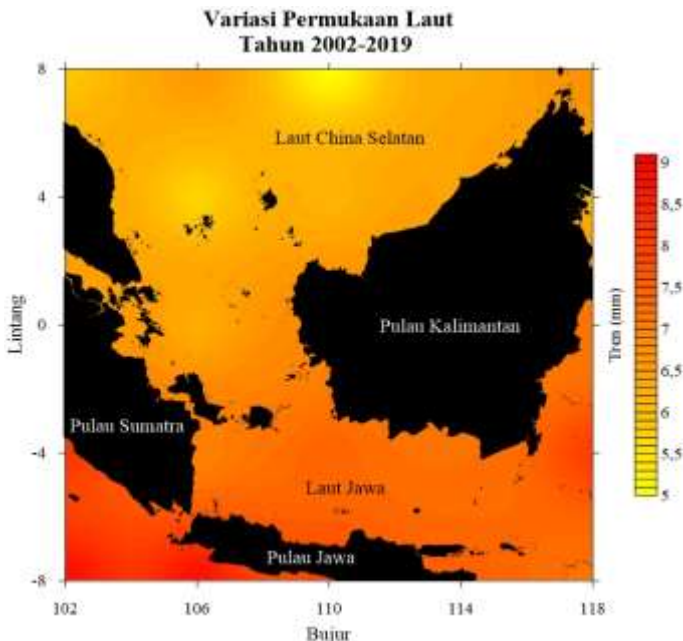 Variasi Permukaan Laut
Tahun 2002-2019
8
4
0
-4
-8
Lintang
Laut China Selatan
Pulau Kalimantan
Pulau Sumatra
Laut Jawa
Pulau Jawa
102
106
110
114
118
Bujur
9
8,5
8
7,5
7
6,5
6
5,5
5
Tren (mm)